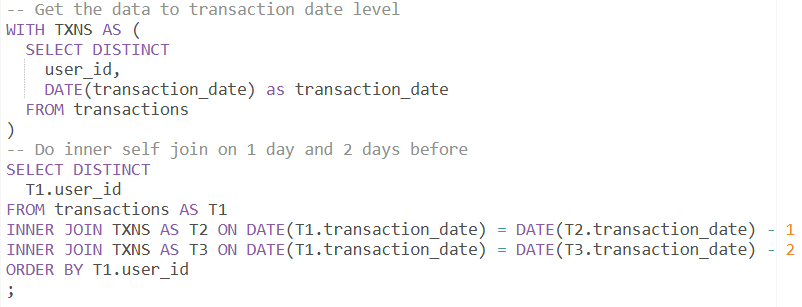 -- Get the data to transaction date level
WITH TXNS AS (
  SELECT DISTINCT
    user_id,
    DATE(transaction_date) as transaction_date
  FROM transactions
)
-- Do inner self join on 1 day and 2 days before
SELECT DISTINCT
  T1.user_id
FROM transactions AS T1
INNER JOIN TXNS AS T2 ON DATE(T1.transaction_date) = DATE(T2.transaction_date) - 1
INNER JOIN TXNS AS T3 ON DATE(T1.transaction_date) = DATE(T3.transaction_date) - 2
ORDER BY T1.user_id
;